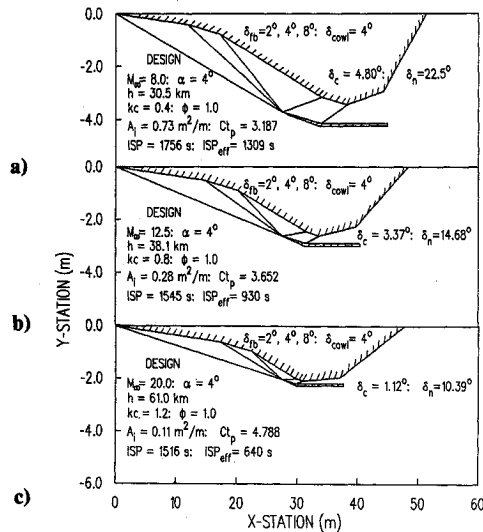 0.0
δfb=2°, 4°, 8°: δcowl= 4°
-2.0
DESIGN
M∞= 8.0: α = 4°
h = 30.5 km
kc = 0.4: ϕ = 1.0
Ai = 0.73 m²/m: Ctp = 3.187
ISP = 1756 s: ISPeff = 1309 s
δc = 4.80°: δn=22.5°
-4.0
a)
0.0
δfb=2°, 4°, 8°: δcowl= 4°
-2.0
DESIGN
M∞= 12.5: α = 4°
h = 38.1 km
kc = 0.8: ϕ = 1.0
Ai = 0.28 m²/m: Ctp = 3.652
ISP = 1545 s: ISPeff = 930 s
δc = 3.37°: δn= 14.68°
-4.0
b)
0.0
δfb=2°, 4°, 8°: δcowl= 4°
-2.0
DESIGN
M∞= 20.0: α = 4°
h = 61.0 km
kc = 1.2: ϕ = 1.0
Ai = 0.11 m²/m: Ctp = 4.788
ISP = 1516 s: ISPeff = 640 s
δc = 1.12°: δn= 10.39°
-4.0
-6.0
c)
0 10 20 30 40 50 60
X-STATION (m)
Y-STATION (m)